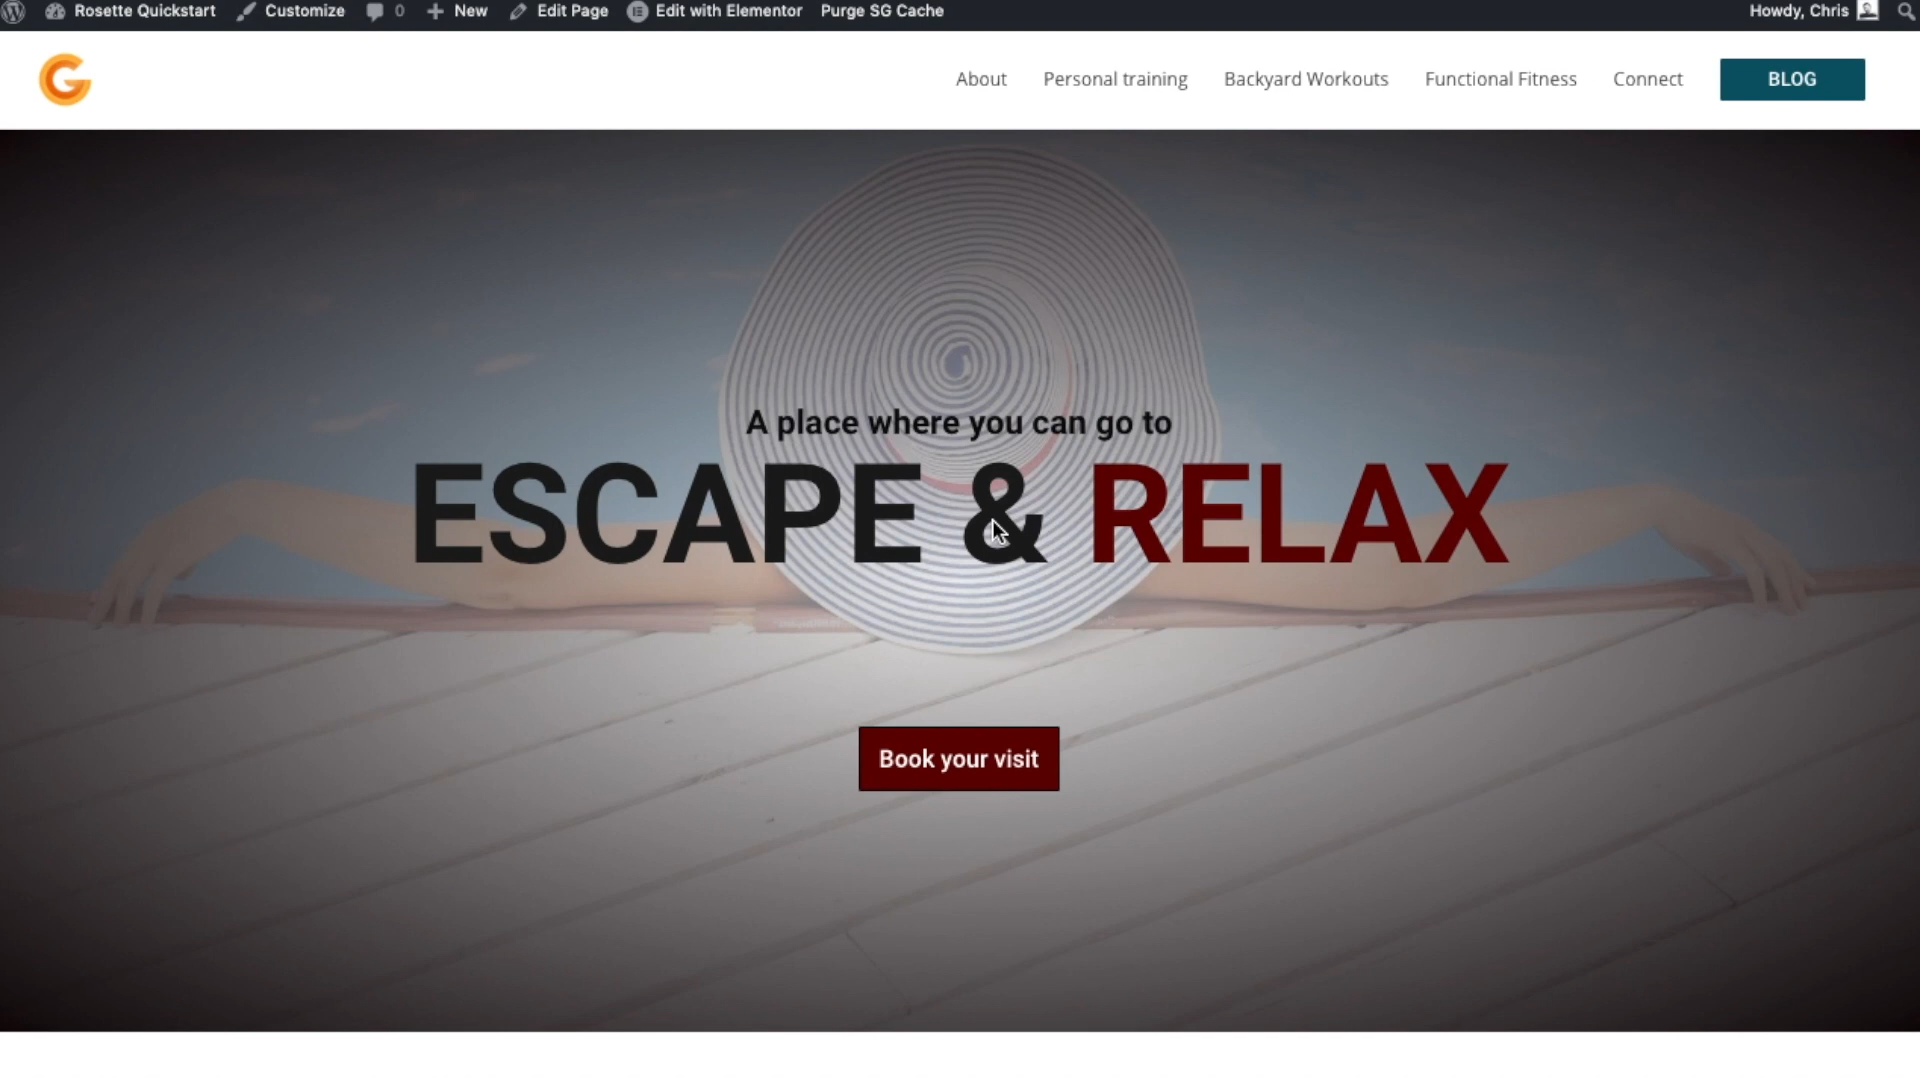 Rosette Quickstart Customize 0 New Edit Page Edit with Elementor Purge SG Cache Howdy, Chris
G About Personal training Backyard Workouts Functional Fitness Connect BLOG
A place where you can go to
ESCAPE & RELAX
Book your visit